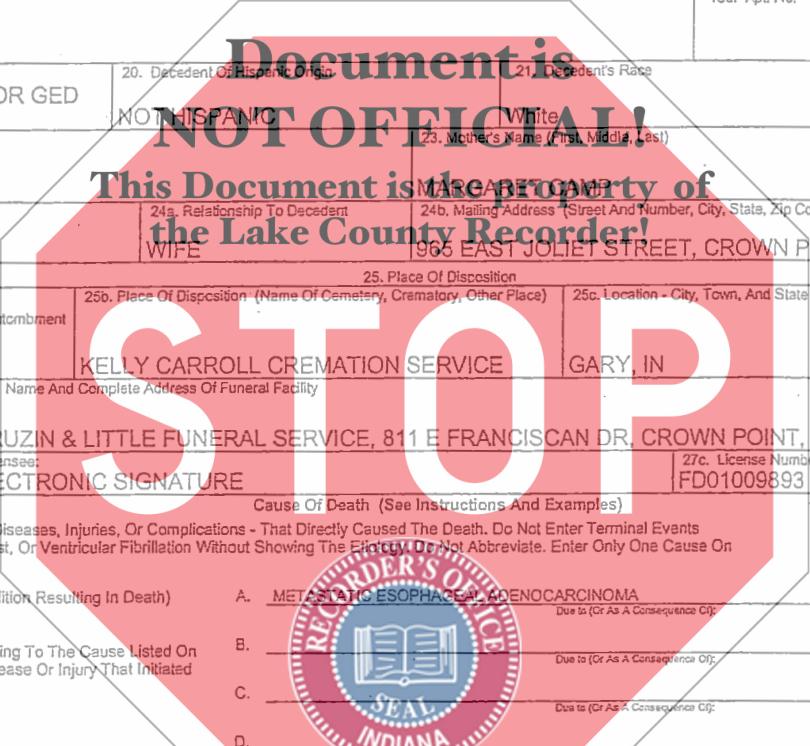 Document is
20. Decedent Of Hispanic Origin
21. Decedent's Race
OR GED
NOT HISPANIC
White
NOT OFFICIAL!
23. Mother's Name (First, Middle, Last)
MARGARET CAMP
This Document is the property of
24a. Relationship To Decedent
24b. Mailing Address (Street And Number, City, State, Zip Co
the Lake County Recorder!
WIFE
965 EAST JOLIET STREET, CROWN P
25. Place Of Disposition
25b. Place Of Disposition (Name Of Cemetery, Crematory, Other Place)
25c. Location - City, Town, And State
ntombment
STOP
KELLY CARROLL CREMATION SERVICE
GARY, IN
Name And Complete Address Of Funeral Facility
RUZIN & LITTLE FUNERAL SERVICE, 811 E FRANCISCAN DR, CROWN POINT,
ensee:
27c. License Numb
ECTRONIC SIGNATURE
FD01009893
Cause Of Death (See Instructions And Examples)
Diseases, Injuries, Or Complications - That Directly Caused The Death. Do Not Enter Terminal Events
st, Or Ventricular Fibrillation Without Showing The Etiology. Do Not Abbreviate. Enter Only One Cause On
dition Resulting In Death)
A. METASTATIC ESOPHAGEAL ADENOCARCINOMA
Due to (Or As A Consequence Of):
ing To The Cause Listed On
B.
ease Or Injury That Initiated
Due to (Or As A Consequence Of):
C.
Due to (Or As A Consequence Of):
D.
RECORDER'S OFFICE
SEAL
INDIANA